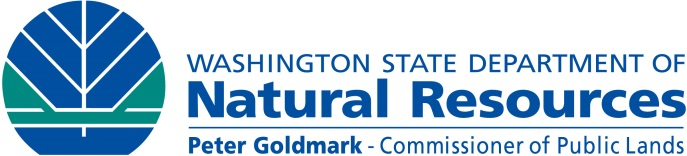 WASHINGTON STATE DEPARTMENT OF
Natural Resources
Peter Goldmark - Commissioner of Public Lands